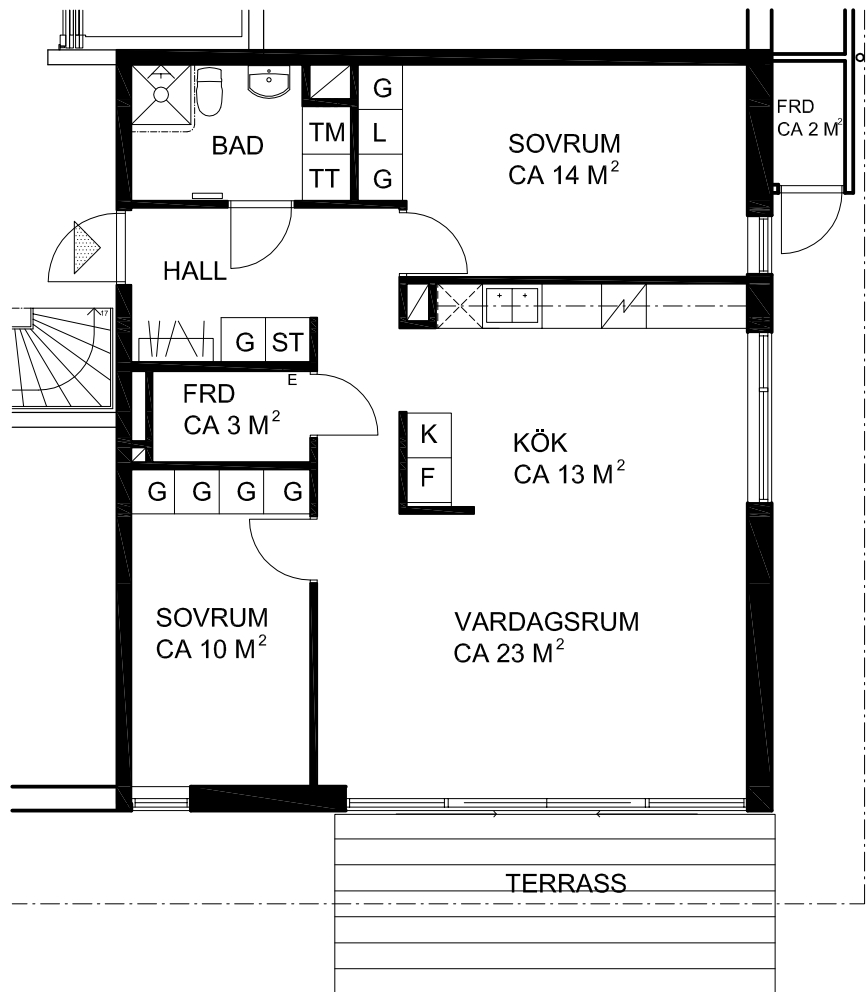 G
FRD
CA 2 M²
TM
L
SOVRUM
CA 14 M²
BAD
TT
G
HALL
17
G ST
E
FRD
CA 3 M²
K
KÖK
CA 13 M²
F
G G G G
SOVRUM
CA 10 M²
VARDAGSRUM
CA 23 M²
TERRASS